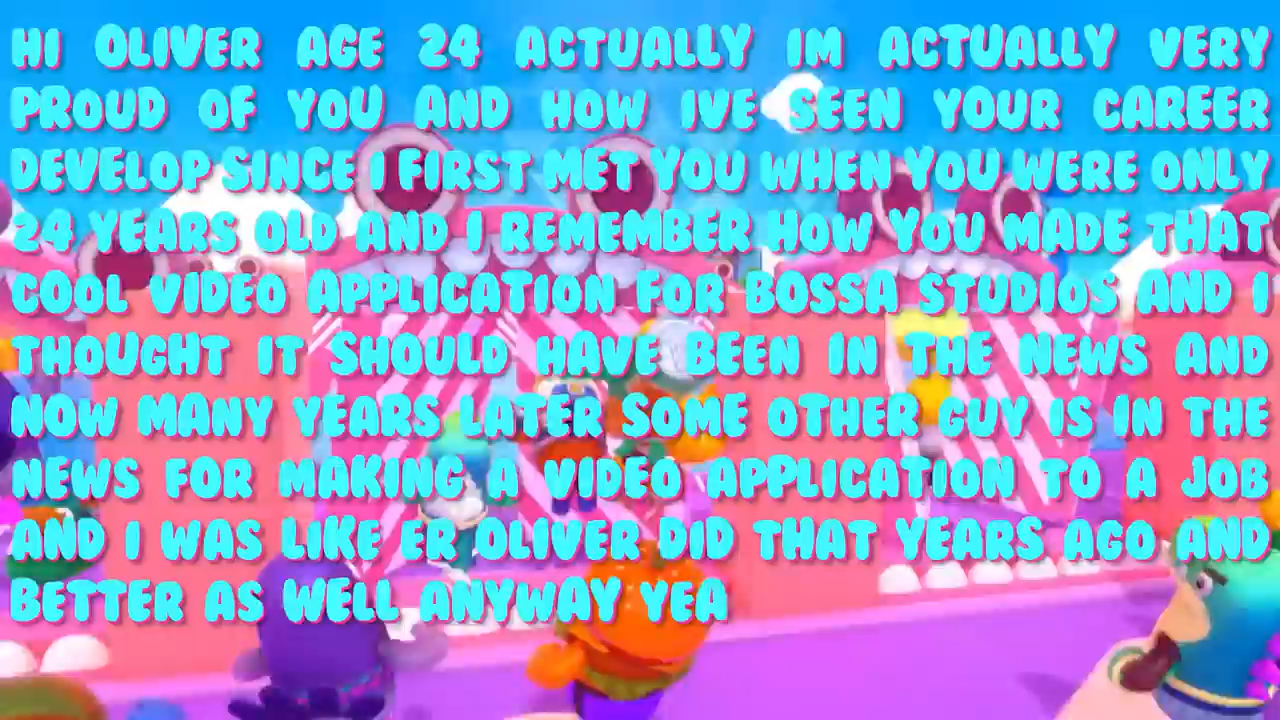 HI OLIVER AGE 24 ACTUALLY IM ACTUALLY VERY
PROUD OF YOU AND HOW IVE SEEN YOUR CAREER
DEVELOP SINCE I FIRST MET YOU WHEN YOU WERE ONLY
24 YEARS OLD AND I REMEMBER HOW YOU MADE THAT
COOL VIDEO APPLICATION FOR BOSSA STUDIOS AND I
THOUGHT IT SHOULD HAVE BEEN IN THE NEWS AND
NOW MANY YEARS LATER SOME OTHER GUY IS IN THE
NEWS FOR MAKING A VIDEO APPLICATION TO A JOB
AND I WAS LIKE ER OLIVER DID THAT YEARS AGO AND
BETTER AS WELL ANYWAY YEA